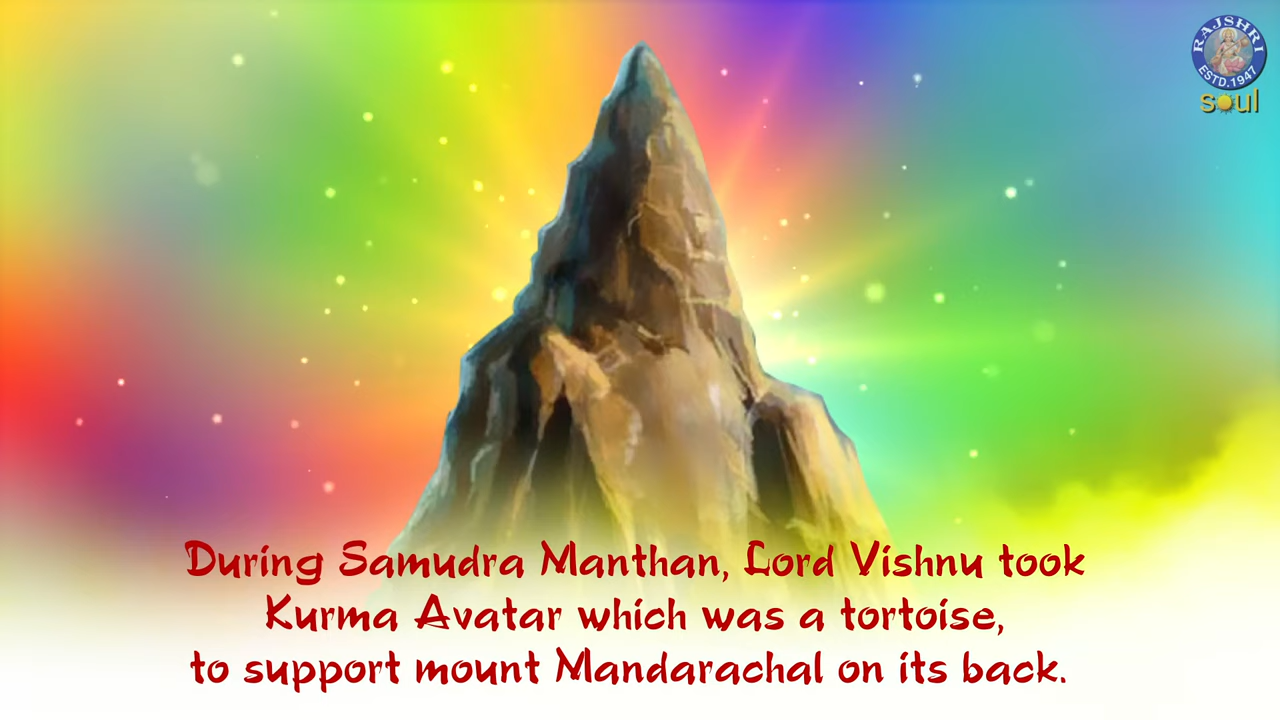 RAJSHRI
ESTD.1947
soul
During Samudra Manthan, Lord Vishnu took
Kurma Avatar which was a tortoise,
to support mount Mandarachal on its back.